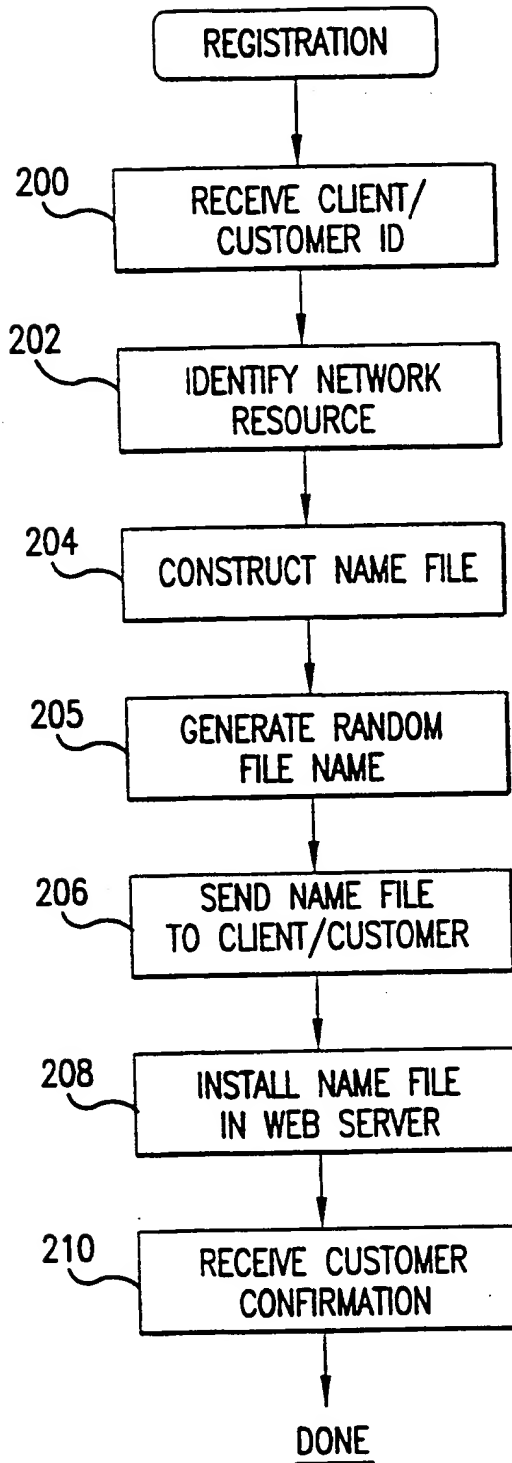 REGISTRATION
200
RECEIVE CLIENT/
CUSTOMER ID
202
IDENTIFY NETWORK
RESOURCE
204
CONSTRUCT NAME FILE
205
GENERATE RANDOM
FILE NAME
206
SEND NAME FILE
TO CLIENT/CUSTOMER
208
INSTALL NAME FILE
IN WEB SERVER
210
RECEIVE CUSTOMER
CONFIRMATION
DONE